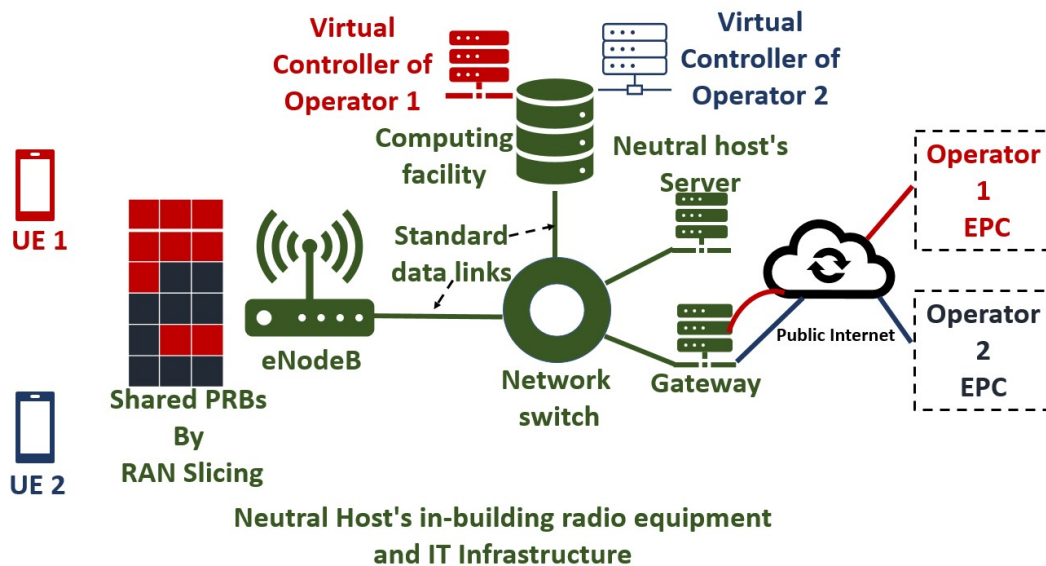 Virtual
Controller of
Operator 1
Virtual
Controller of
Operator 2
Computing
facility
Neutral host's
Server
Operator
1
EPC
UE 1
Standard
data links
eNodeB
Network
switch
Gateway
Public Internet
Operator
2
EPC
Shared PRBs
By
RAN Slicing
UE 2
Neutral Host's in-building radio equipment
and IT Infrastructure